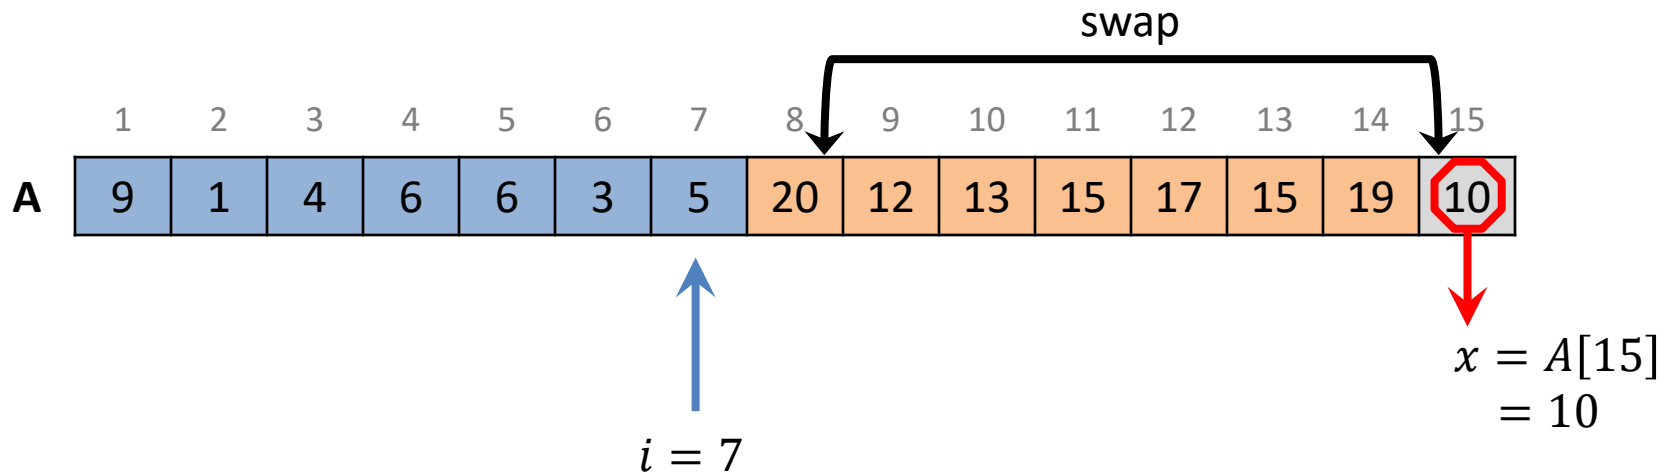 swap
1 2 3 4 5 6 7 8 9 10 11 12 13 14 15
A 9 1 4 6 6 3 5 20 12 13 15 17 15 19 10
x = A[15]
= 10
i = 7